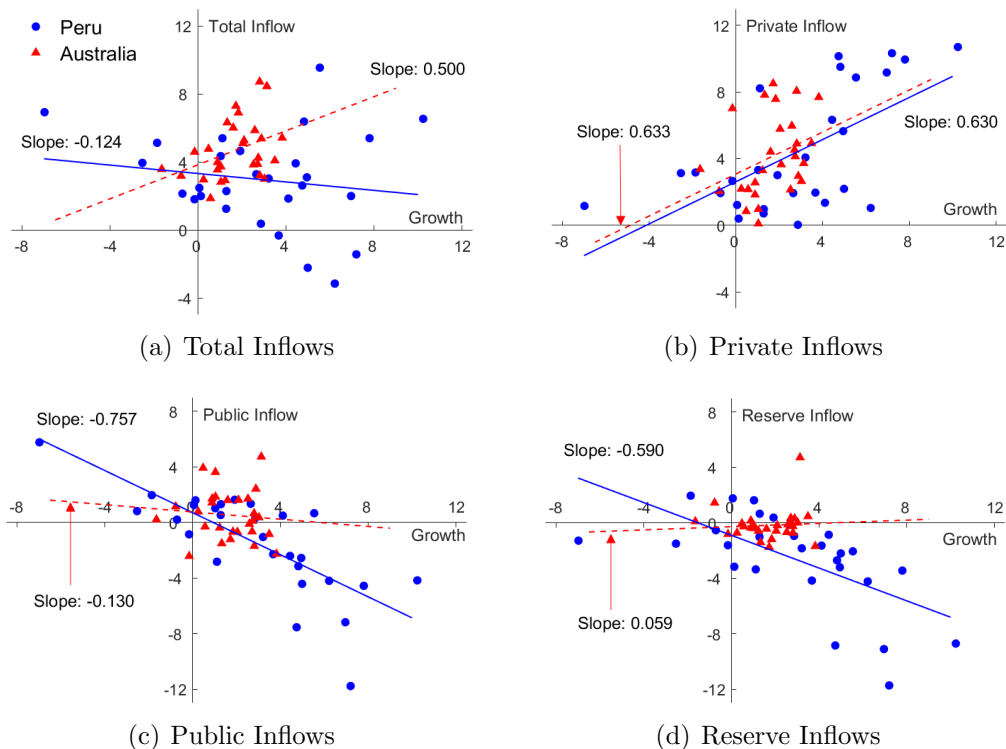 Peru
Australia
12
Total Inflow
8
4
0
-4
-8
-4
0
4
8
12
Slope: 0.500
Slope: -0.124
Growth
(a) Total Inflows
12
Private Inflow
8
4
0
-4
-8
-4
0
4
8
12
Slope: 0.633
Slope: 0.630
Growth
(b) Private Inflows
8
Public Inflow
4
0
-4
-8
-12
-8
-4
0
4
8
12
Slope: -0.757
Growth
Slope: -0.130
(c) Public Inflows
8
Reserve Inflow
4
0
-4
-8
-12
-8
-4
0
4
8
12
Slope: -0.590
Growth
Slope: 0.059
(d) Reserve Inflows